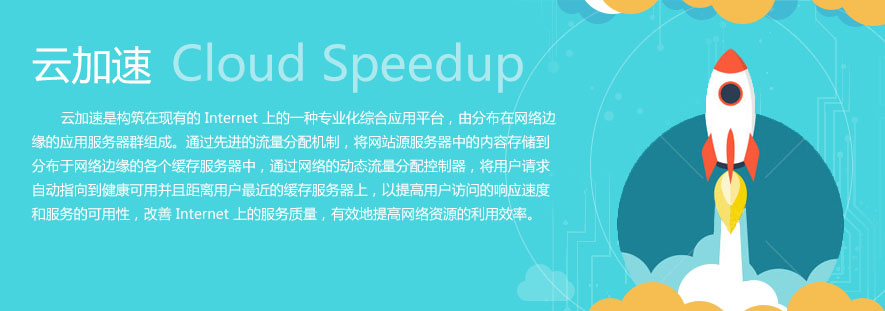 云加速 Cloud Speedup
云加速是构筑在现有的 Internet 上的一种专业化综合应用平台，由分布在网络边
缘的应用服务器群组成。通过先进的流量分配机制，将网站源服务器中的内容存储到
分布于网络边缘的各个缓存服务器中，通过网络的动态流量分配控制器，将用户请求
自动指向到健康可用并且距离用户最近的缓存服务器上，以提高用户访问的响应速度
和服务的可用性，改善 Internet 上的服务质量，有效地提高网络资源的利用效率。